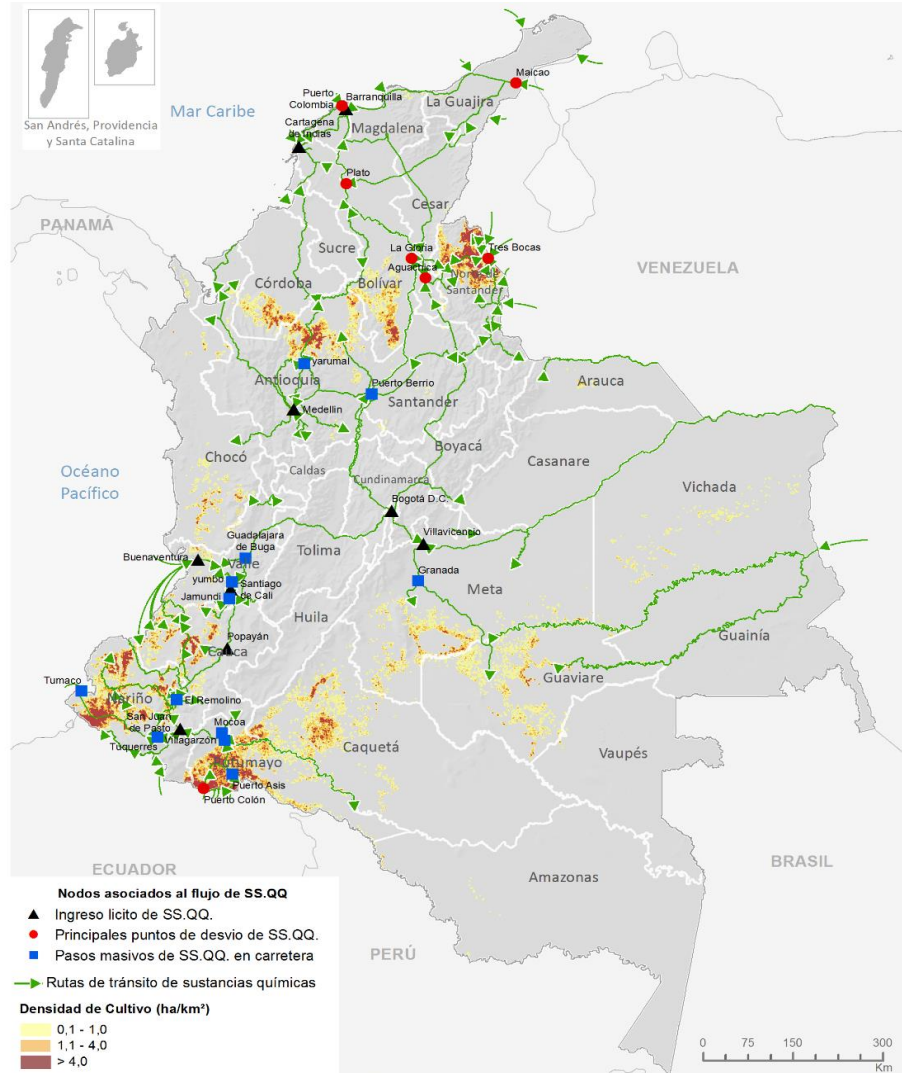 San Andrés, Providencia
y Santa Catalina
Mar Caribe
Puerto
Colombia
Barranquilla
Maicao
La Guajira
Cartagena
de Indias
Magdalena
Plato
Cesar
PANAMÁ
Sucre
La Gloria
Tres Bocas
Aguachica
Norte de
Santander
VENEZUELA
Córdoba
Bolívar
yarumal
Antioquia
Puerto Berrio
Santander
Arauca
Medellin
Boyacá
Chocó
Caldas
Casanare
Océano
Pacífico
Cundinamarca
Vichada
Bogotá D.C.
Guadalajara
de Buga
Tolima
Villavicencio
Buenaventura
Valle
Granada
yumbo
Santiago
de Cali
Jamundi
Meta
Huila
Guainía
Popayán
Cauca
Guaviare
Tumaco
Nariño
El Remolino
San Juan
de Pasto
Mocoa
Villagarzón
Tuquerres
Caquetá
Vaupés
Putumayo
Puerto Asis
Puerto Colón
ECUADOR
BRASIL
Amazonas
PERÚ
Nodos asociados al flujo de SS.QQ.
Ingreso licito de SS.QQ.
Principales puntos de desvio de SS.QQ.
Pasos masivos de SS.QQ. en carretera
Rutas de tránsito de sustancias químicas
Densidad de Cultivo (ha/km²)
0,1 - 1,0
1,1 - 4,0
> 4,0
0 75 150 300
Km